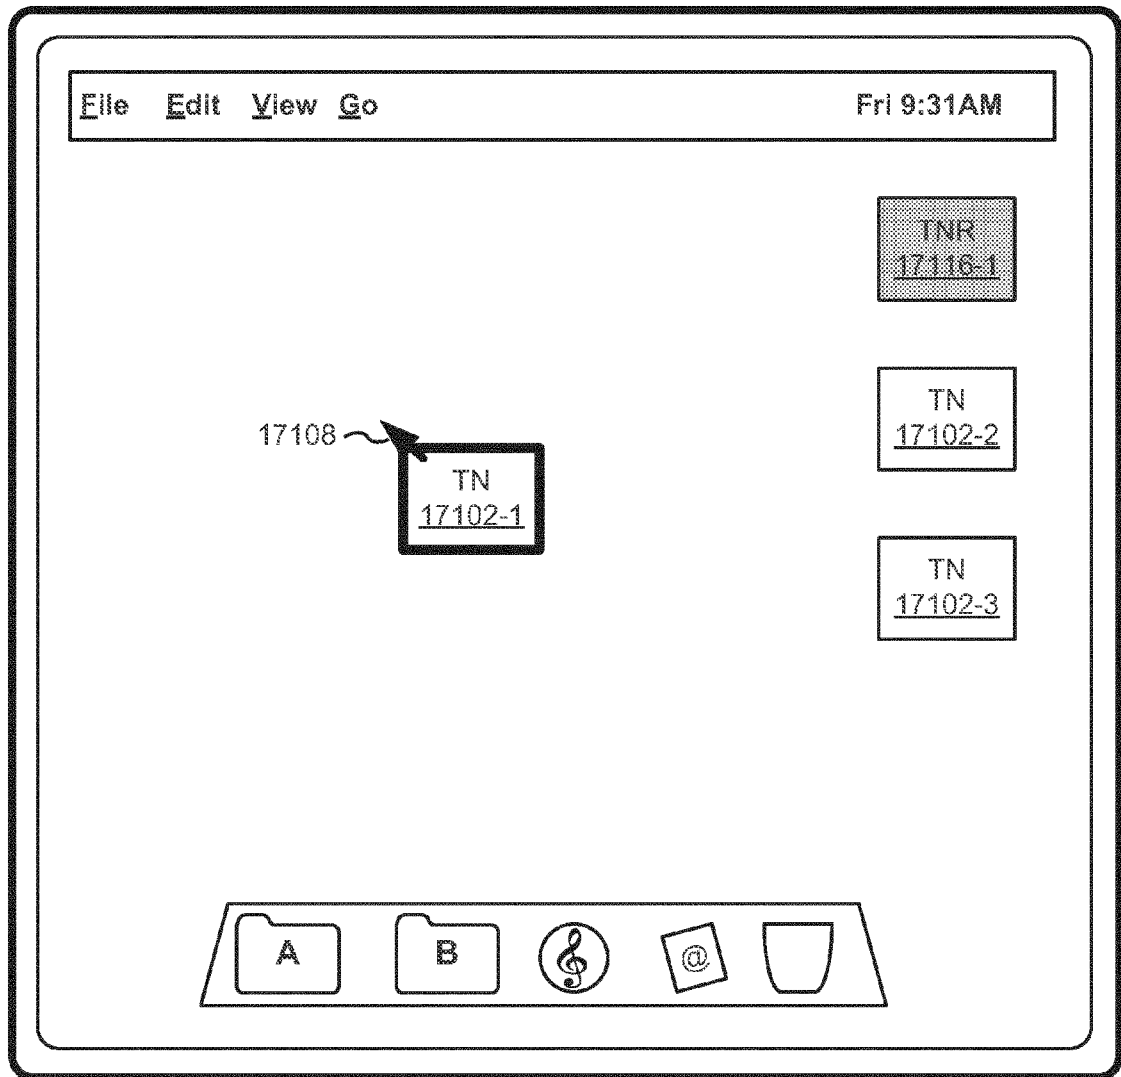 File Edit View Go Fri 9:31AM
TNR
17116-1
TN
17102-2
17108
TN
17102-1
TN
17102-3
A B @